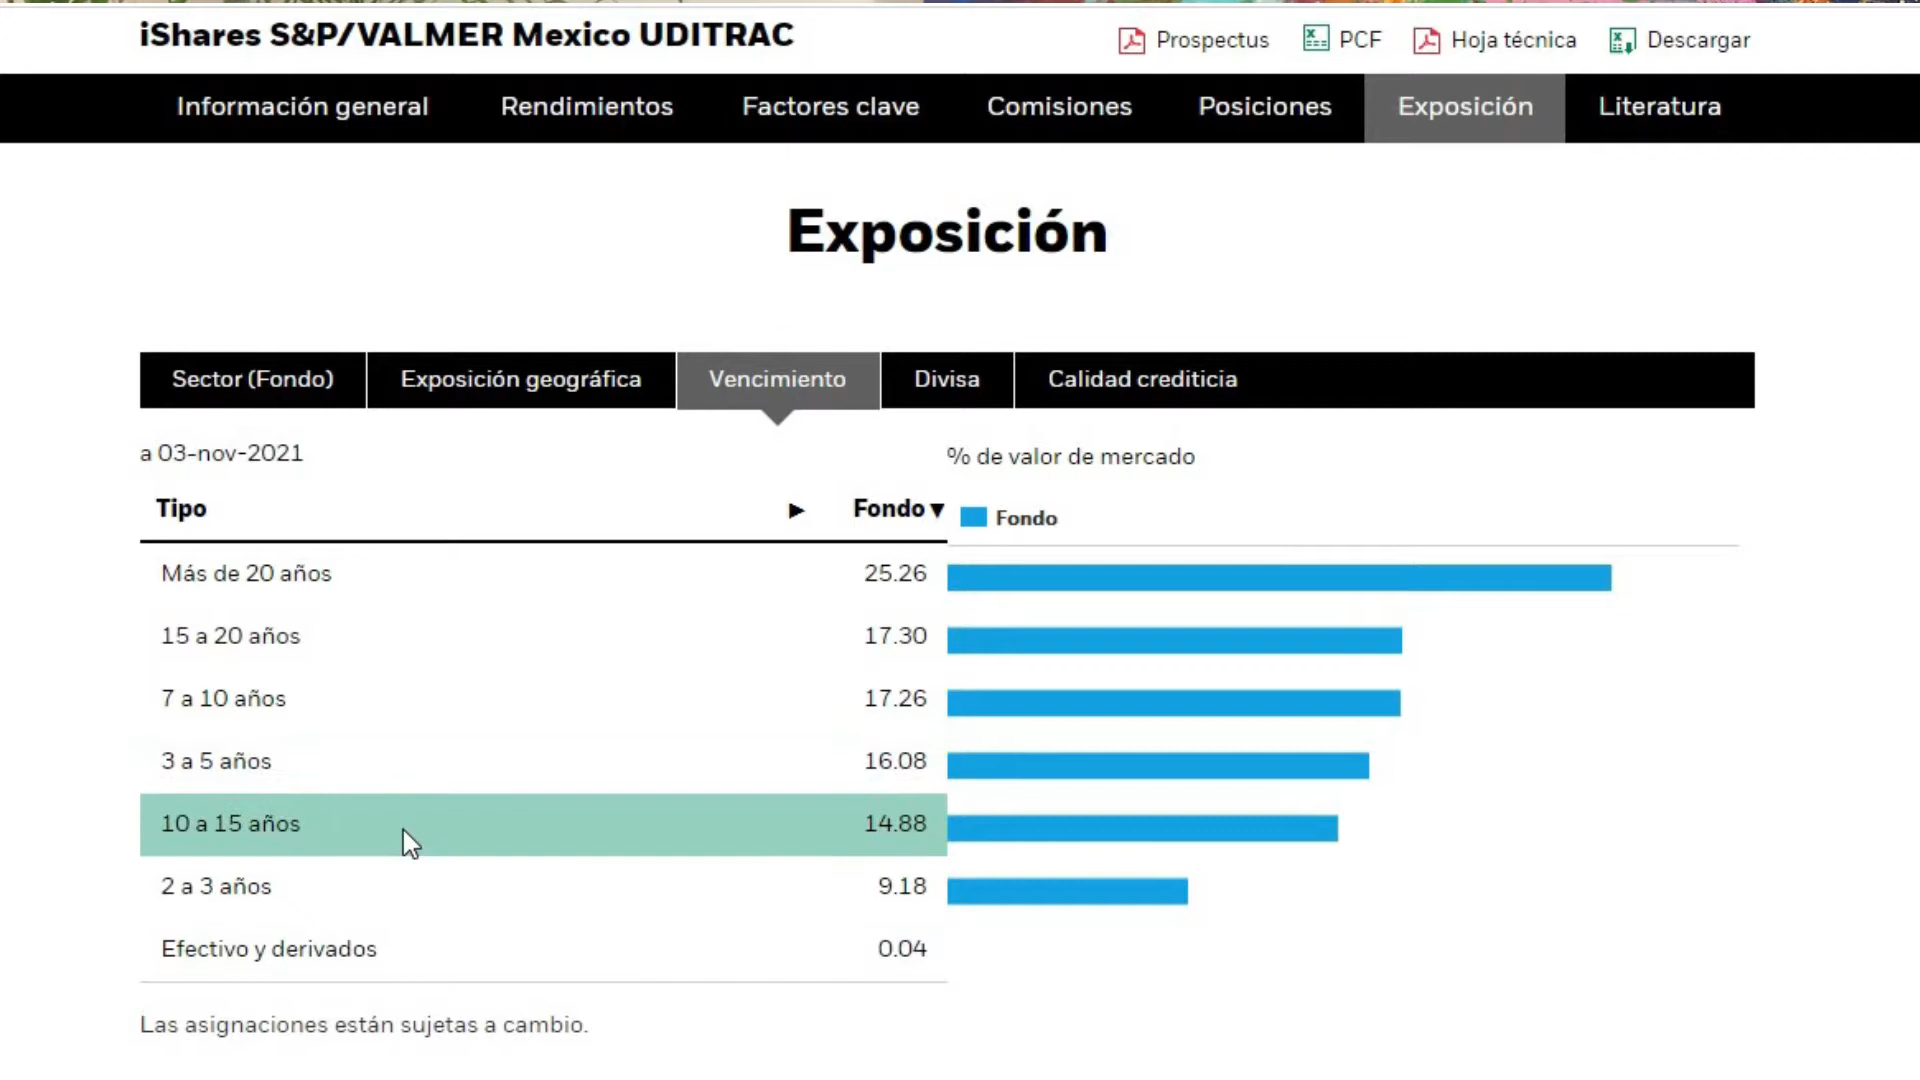 iShares S&P/VALMER Mexico UDITRAC
Prospectus PCF Hoja técnica Descargar
Información general Rendimientos Factores clave Comisiones Posiciones Exposición Literatura
Exposición
Sector (Fondo) Exposición geográfica Vencimiento Divisa Calidad crediticia
a 03-nov-2021
% de valor de mercado
Tipo ▶ Fondo ▼
Fondo
Más de 20 años 25.26
15 a 20 años 17.30
7 a 10 años 17.26
3 a 5 años 16.08
10 a 15 años 14.88
2 a 3 años 9.18
Efectivo y derivados 0.04
Las asignaciones están sujetas a cambio.